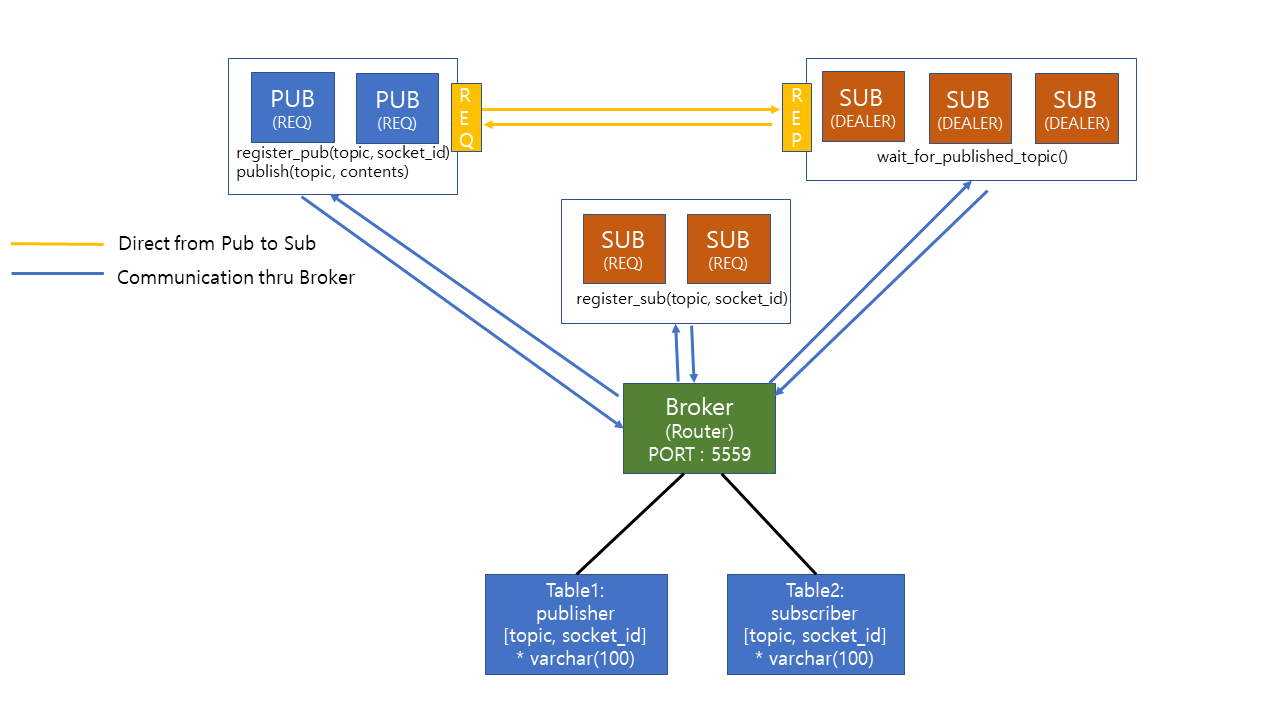 PUB
(REQ)
PUB
(REQ)
register_pub(topic, socket_id)
publish(topic, contents)
R
E
Q
R
E
P
SUB
(DEALER)
SUB
(DEALER)
SUB
(DEALER)
wait_for_published_topic()
Direct from Pub to Sub
Communication thru Broker
SUB
(REQ)
SUB
(REQ)
register_sub(topic, socket_id)
Broker
(Router)
PORT : 5559
Table1:
publisher
[topic, socket_id]
* varchar(100)
Table2:
subscriber
[topic, socket_id]
* varchar(100)